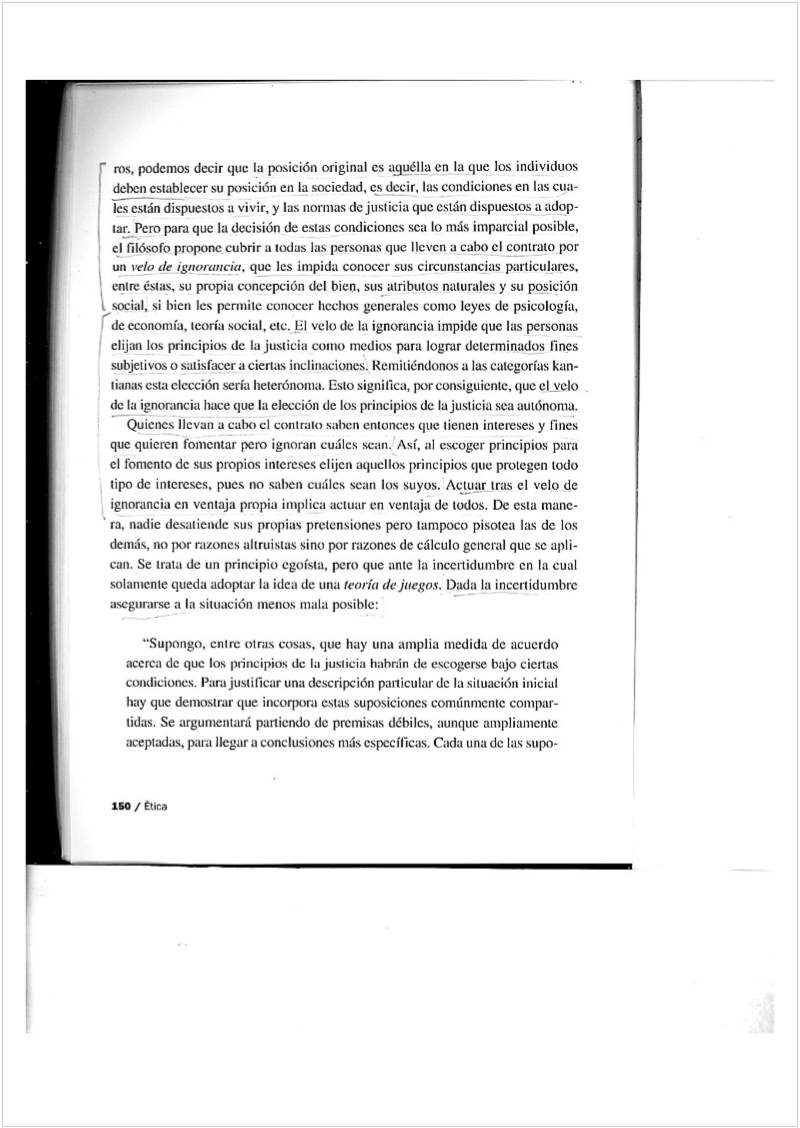 ros, podemos decir que la posición original es aquélla en la que los individuos
deben establecer su posición en la sociedad, es decir, las condiciones en las cua-
les están dispuestos a vivir, y las normas de justicia que están dispuestos a adop-
tar. Pero para que la decisión de estas condiciones sea lo más imparcial posible,
el filósofo propone cubrir a todas las personas que lleven a cabo el contrato por
un velo de ignorancia, que les impida conocer sus circunstancias particulares,
entre éstas, su propia concepción del bien, sus atributos naturales y su posición
social, si bien les permite conocer hechos generales como leyes de psicología,
de economía, teoría social, etc. El velo de la ignorancia impide que las personas
elijan los principios de la justicia como medios para lograr determinados fines
subjetivos o satisfacer a ciertas inclinaciones. Remitiéndonos a las categorías kan-
tianas esta elección sería heterónoma. Esto significa, por consiguiente, que el velo
de la ignorancia hace que la elección de los principios de la justicia sea autónoma.
Quienes llevan a cabo el contrato saben entonces que tienen intereses y fines
que quieren fomentar pero ignoran cuáles sean. Así, al escoger principios para
el fomento de sus propios intereses elijen aquellos principios que protegen todo
tipo de intereses, pues no saben cuáles sean los suyos. Actuar tras el velo de
ignorancia en ventaja propia implica actuar en ventaja de todos. De esta mane-
ra, nadie desatiende sus propias pretensiones pero tampoco pisotea las de los
demás, no por razones altruistas sino por razones de cálculo general que se apli-
can. Se trata de un principio egoísta, pero que ante la incertidumbre en la cual
solamente queda adoptar la idea de una teoría de juegos. Dada la incertidumbre
asegurarse a la situación menos mala posible:
“Supongo, entre otras cosas, que hay una amplia medida de acuerdo
acerca de que los principios de la justicia habrán de escogerse bajo ciertas
condiciones. Para justificar una descripción particular de la situación inicial
hay que demostrar que incorpora estas suposiciones comúnmente compar-
tidas. Se argumentará partiendo de premisas débiles, aunque ampliamente
aceptadas, para llegar a conclusiones más específicas. Cada una de las supo-
150 / Ética